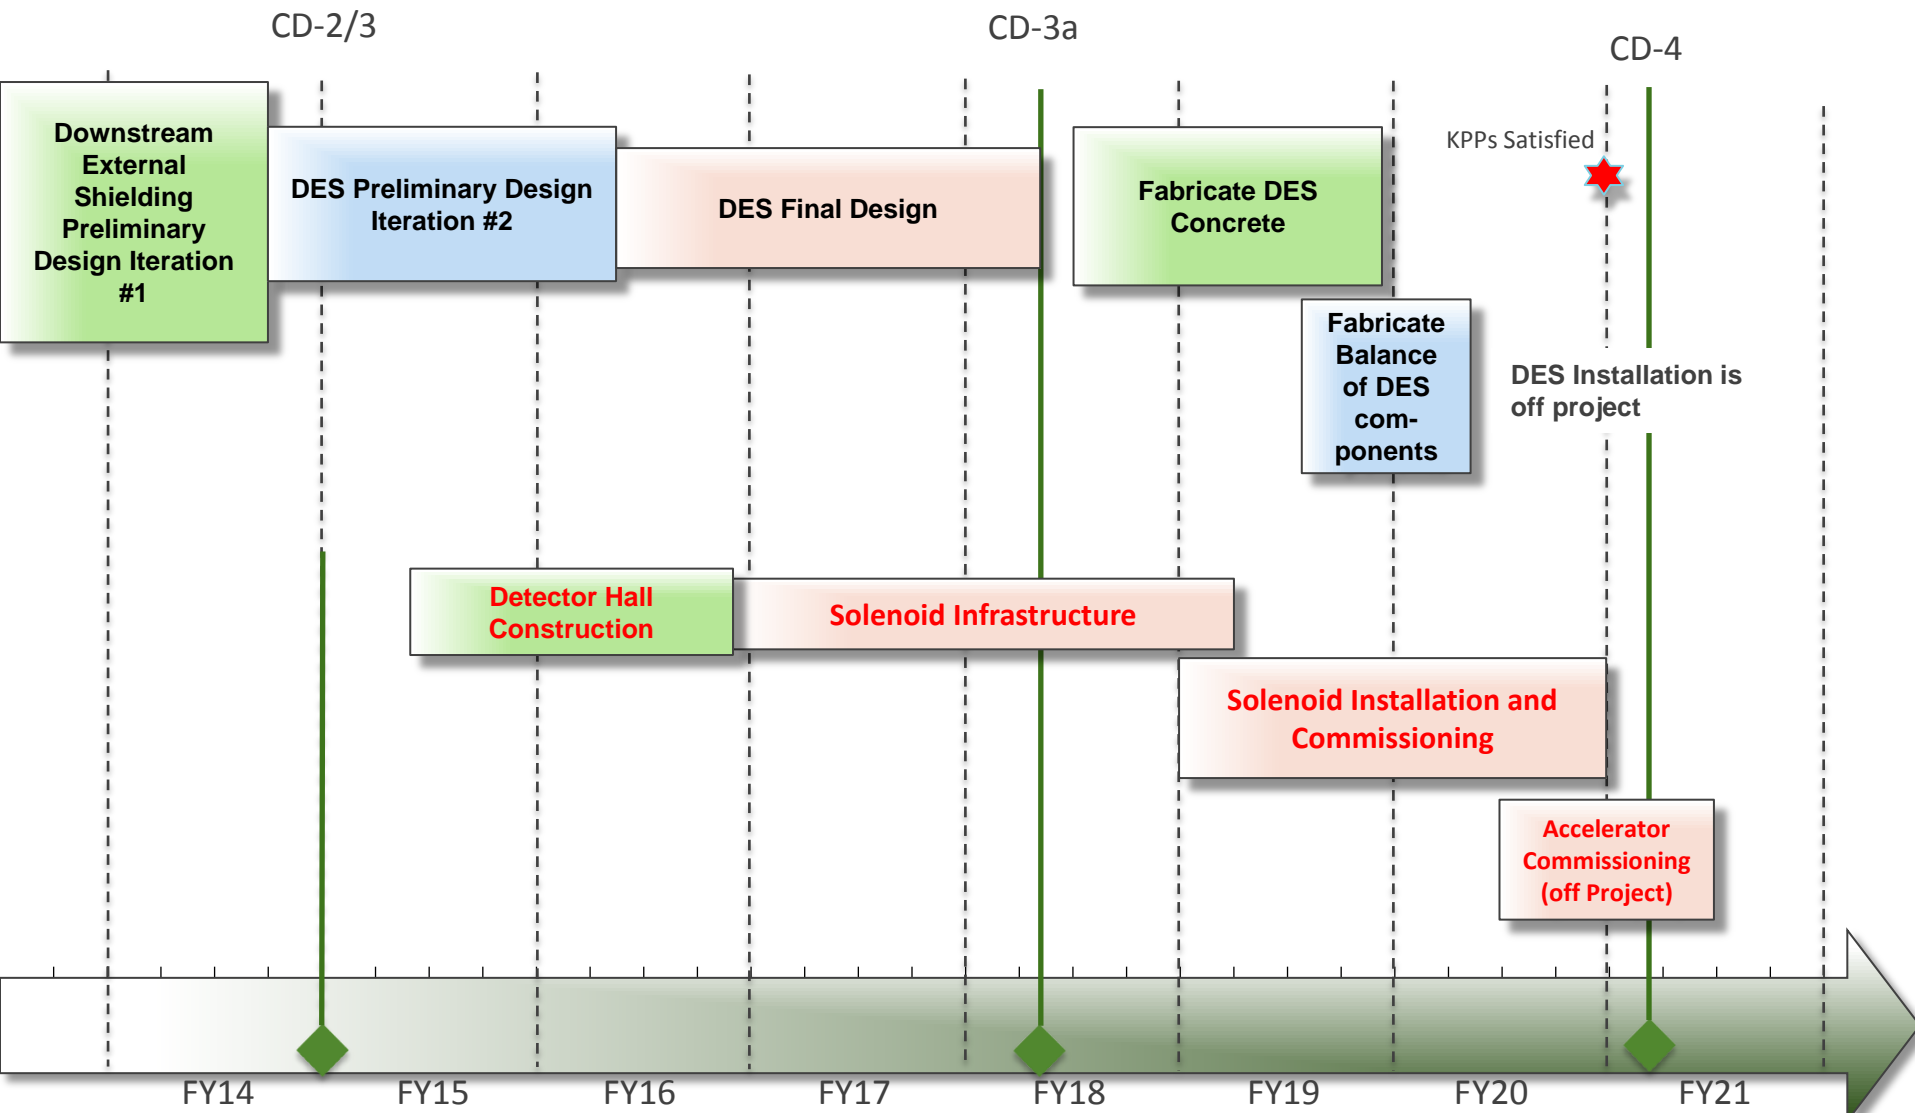 CD-2/3
CD-3a
CD-4
Downstream
External
Shielding
Preliminary
Design Iteration
#1
DES Preliminary Design
Iteration #2
DES Final Design
Fabricate DES
Concrete
KPPs Satisfied
Fabricate
Balance
of DES
com-
ponents
DES Installation is
off project
Detector Hall
Construction
Solenoid Infrastructure
Solenoid Installation and
Commissioning
Accelerator
Commissioning
(off Project)
FY14
FY15
FY16
FY17
FY18
FY19
FY20
FY21